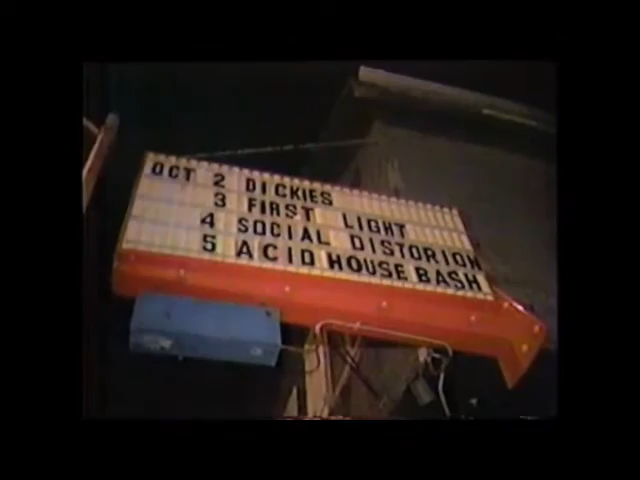 OCT 2 DICKIES
3 FIRST LIGHT
4 SOCIAL DISTORION
5 ACID HOUSE BASH